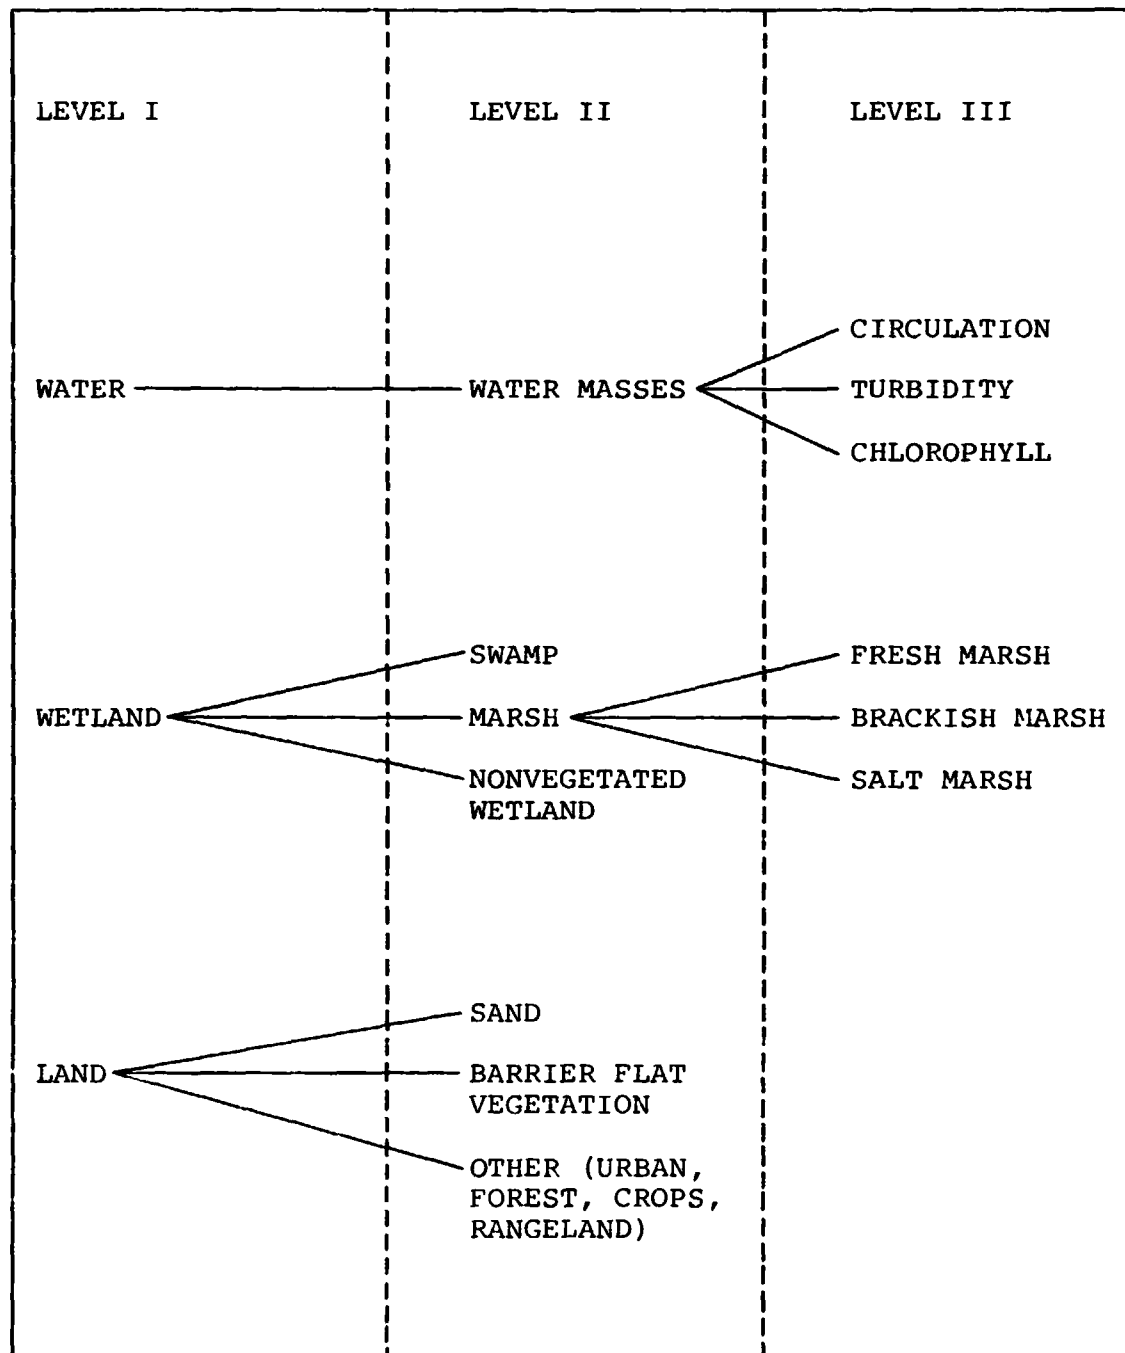 LEVEL I
LEVEL II
LEVEL III
WATER
WATER MASSES
CIRCULATION
TURBIDITY
CHLOROPHYLL
WETLAND
SWAMP
MARSH
NONVEGETATED
WETLAND
FRESH MARSH
BRACKISH MARSH
SALT MARSH
LAND
SAND
BARRIER FLAT
VEGETATION
OTHER (URBAN,
FOREST, CROPS,
RANGELAND)